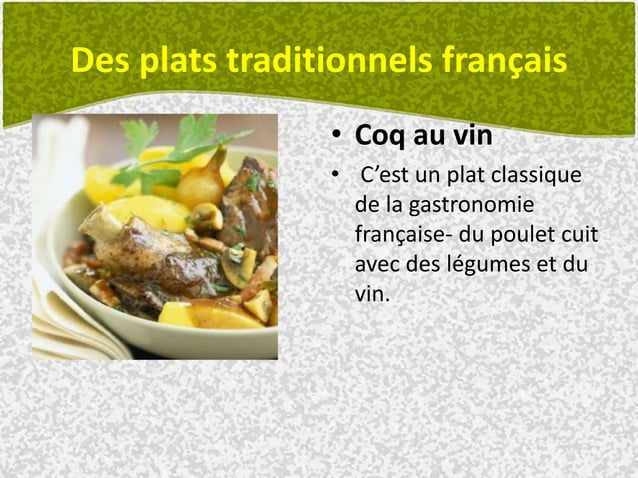 Des plats traditionnels français
• Coq au vin
• C’est un plat classique
de la gastronomie
française- du poulet cuit
avec des légumes et du
vin.